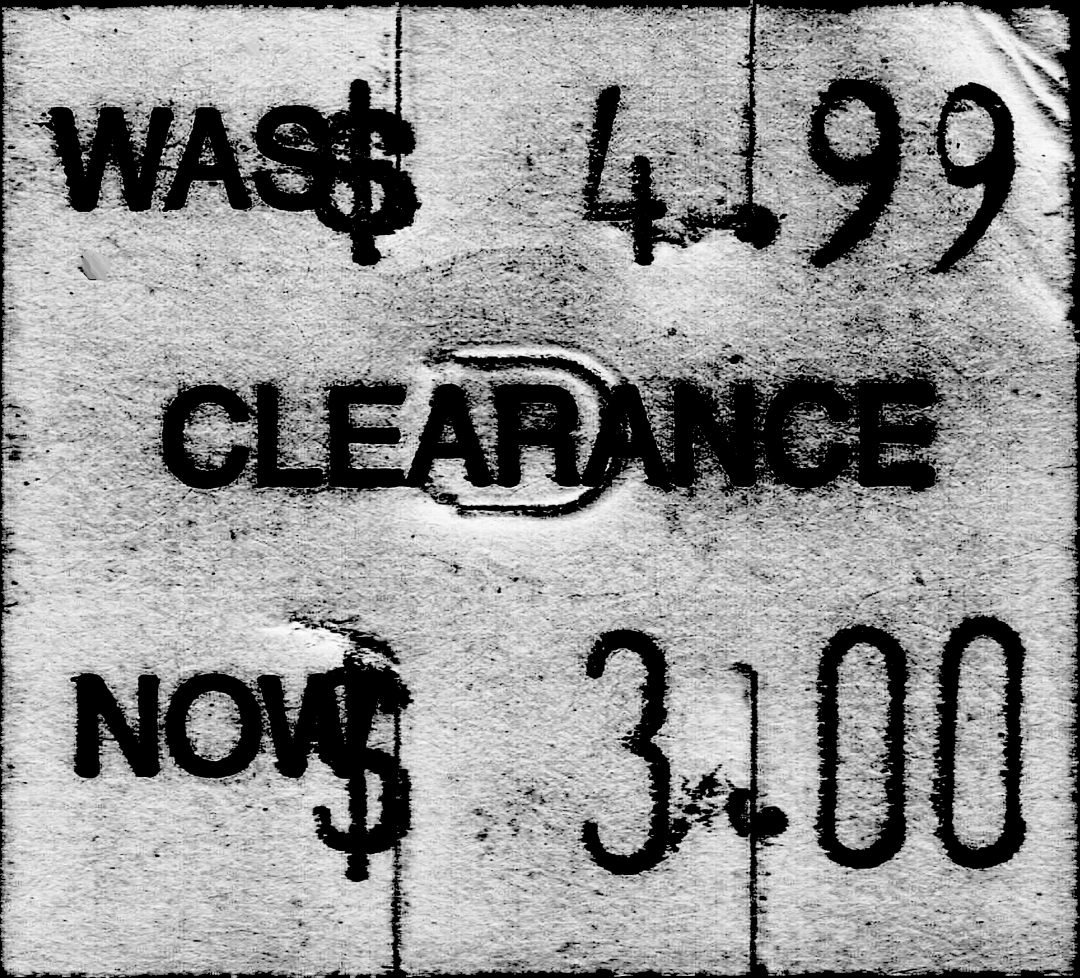 WAS $ 4.99
CLEARANCE
NOW $ 3.00